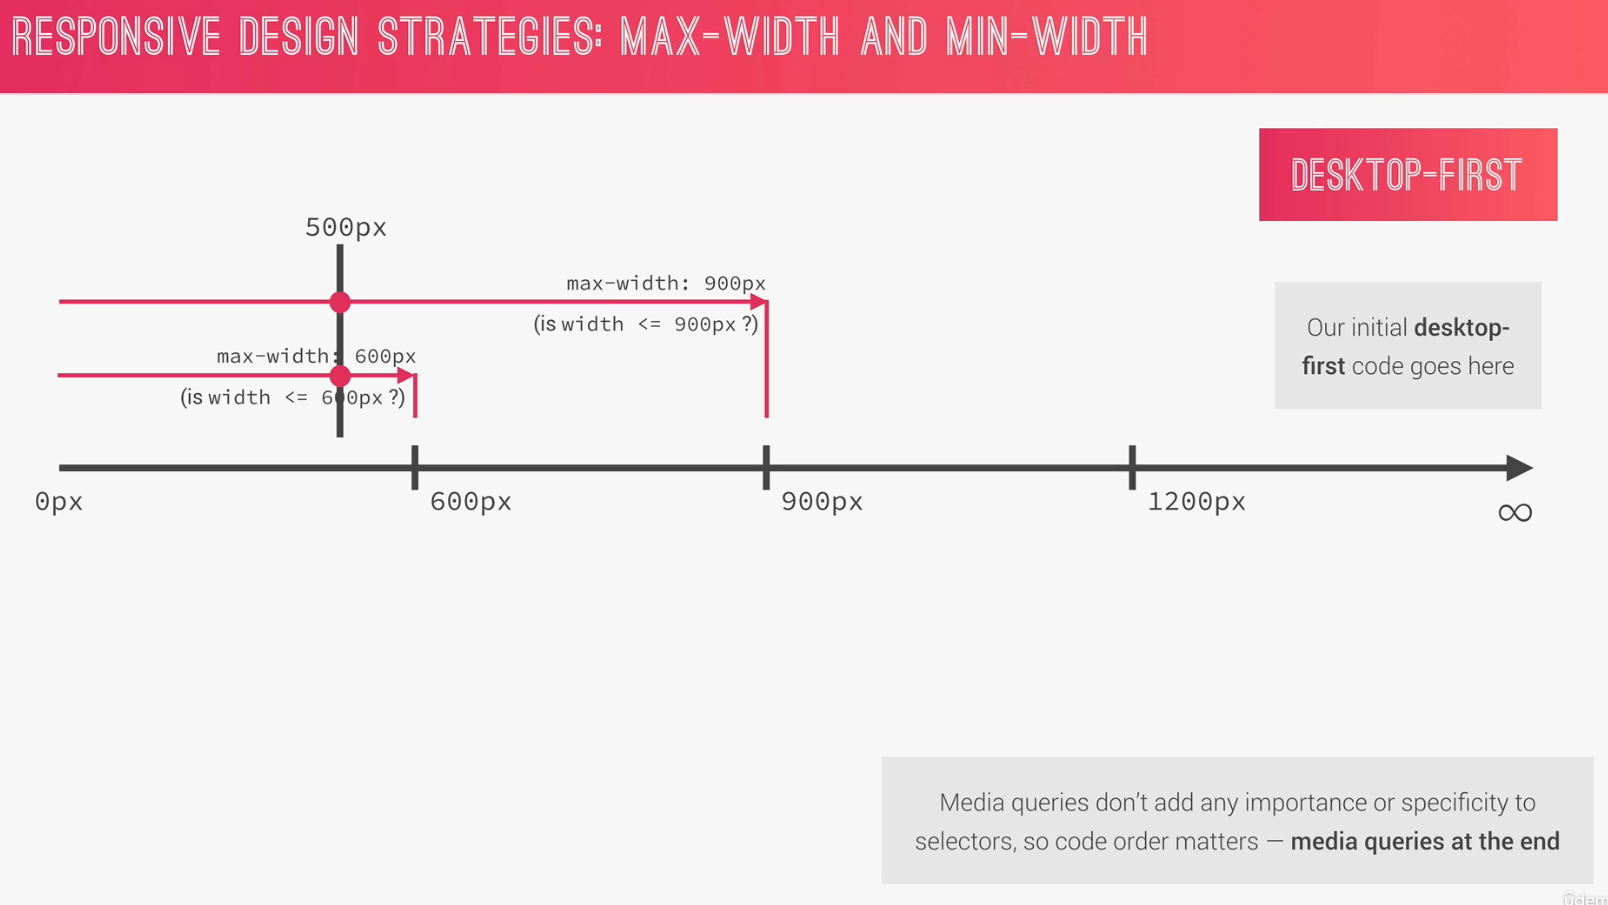 RESPONSIVE DESIGN STRATEGIES: MAX-WIDTH AND MIN-WIDTH
DESKTOP-FIRST
500px
max-width: 900px
(is width <= 900px ?)
Our initial desktop-
first code goes here
max-width: 600px
(is width <= 600px ?)
0px
600px
900px
1200px
∞
Media queries don’t add any importance or specificity to
selectors, so code order matters — media queries at the end